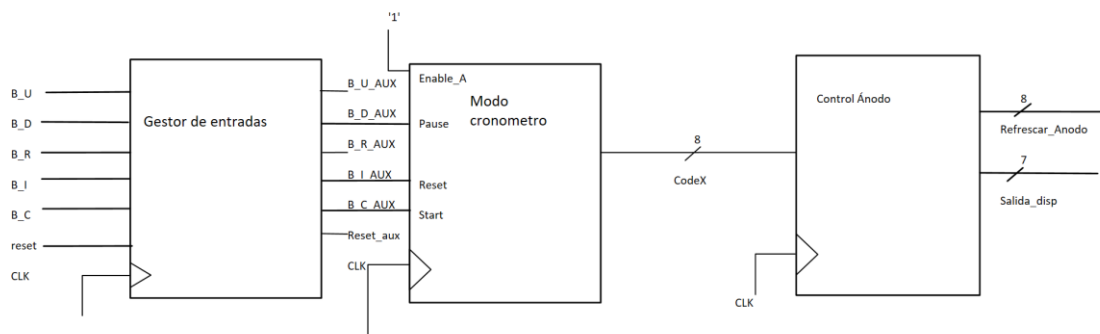 '1'
B_U
B_D
B_R
B_I
B_C
reset
CLK
Gestor de entradas
B_U_AUX
B_D_AUX
B_R_AUX
B_I_AUX
B_C_AUX
Reset_aux
CLK
Enable_A
Modo
cronometro
Pause
Reset
Start
8
CodeX
Control Ánodo
CLK
8
Refrescar_Anodo
7
Salida_disp